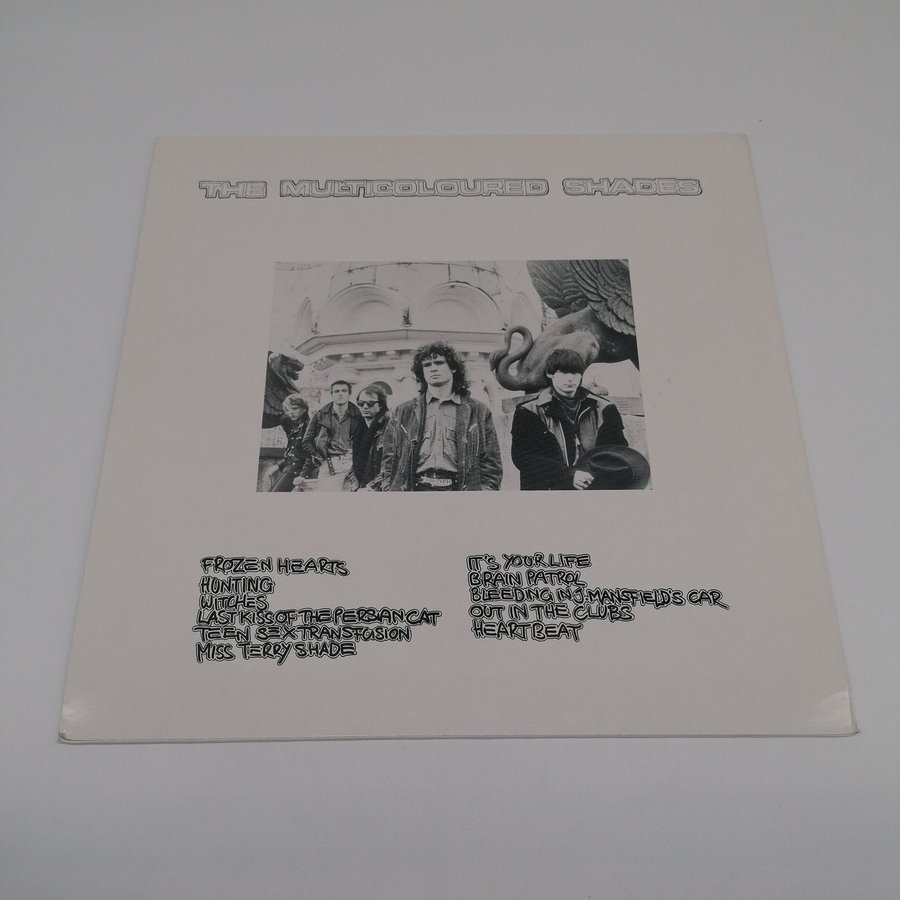 THE MULTICOLOURED SHADES
FROZEN HEARTS
HUNTING
WITCHES
LAST KISS OF THE PERSIAN CAT
TEEN SEX TRANSFUSION
MISS TERRY SHADE
IT'S YOUR LIFE
BRAIN PATROL
BLEEDING IN J. MANSFIELD'S CAR
OUT IN THE CLUBS
HEARTBEAT